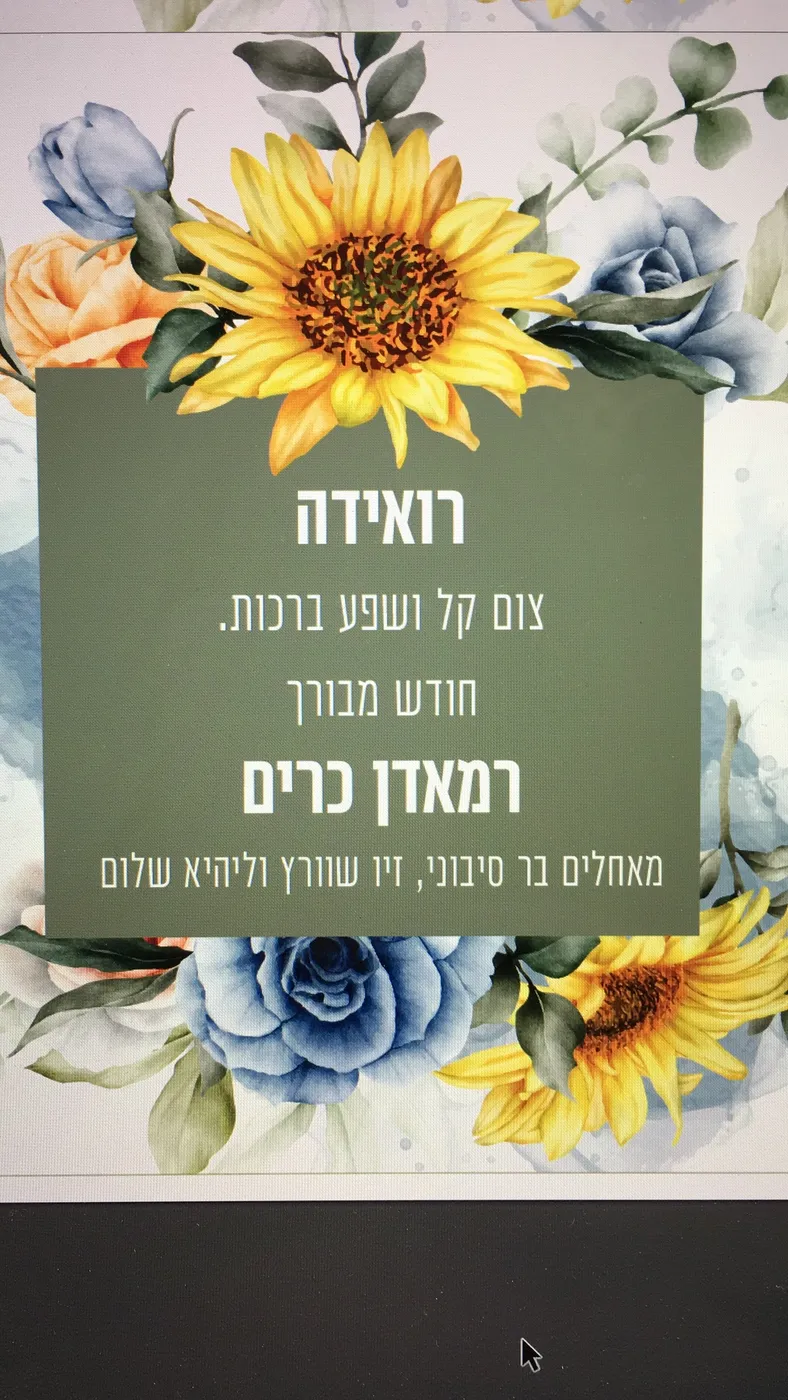 רואידה
צום קל ושפע ברכות.
חודש מבורך
רמאדן כרים
מאחלים בר סיבוני, זיו שוורץ וליהיא שלום